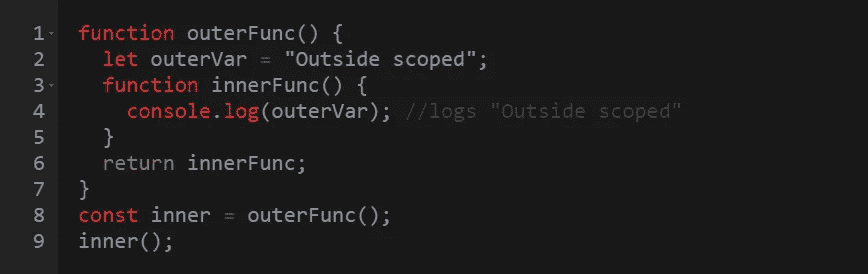 1 function outerFunc() {
2   let outerVar = "Outside scoped";
3   function innerFunc() {
4     console.log(outerVar); //logs "Outside scoped"
5   }
6   return innerFunc;
7 }
8 const inner = outerFunc();
9 inner();